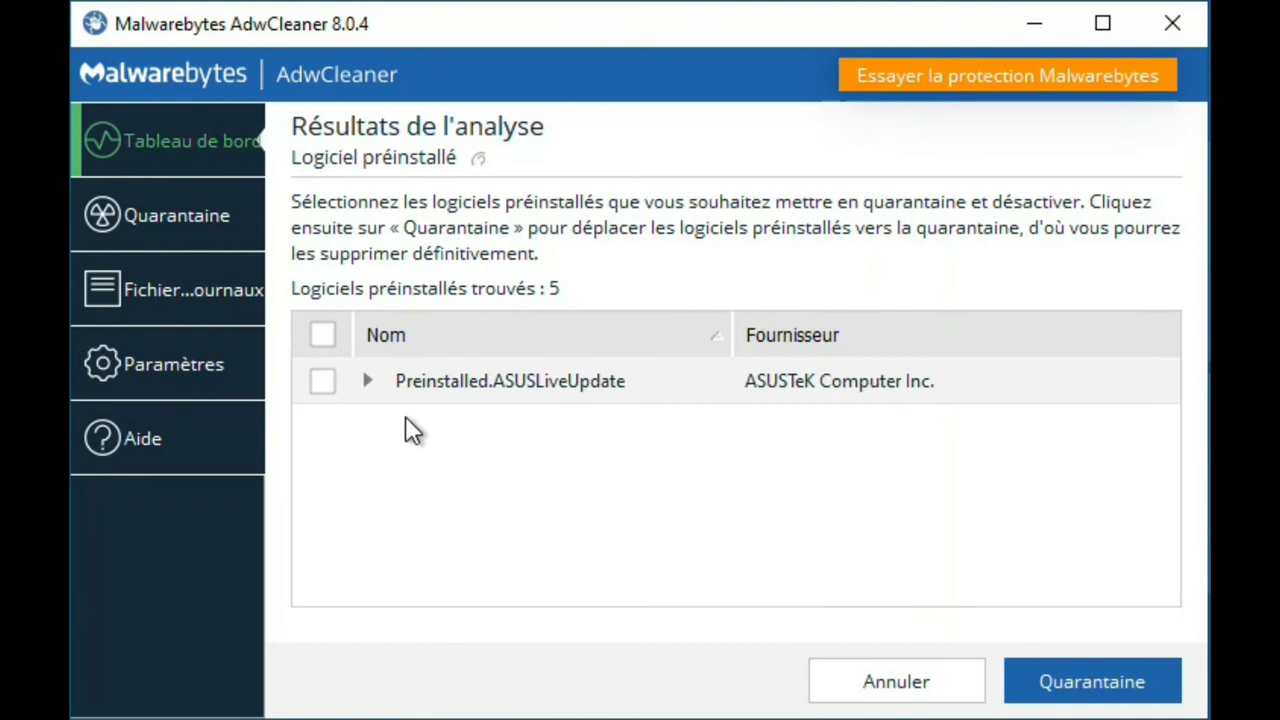 Malwarebytes AdwCleaner 8.0.4
Malwarebytes | AdwCleaner
Essayer la protection Malwarebytes
Tableau de bord
Quarantaine
Fichier...ournaux
Paramètres
Aide
Résultats de l'analyse
Logiciel préinstallé
Sélectionnez les logiciels préinstallés que vous souhaitez mettre en quarantaine et désactiver. Cliquez
ensuite sur « Quarantaine » pour déplacer les logiciels préinstallés vers la quarantaine, d'où vous pourrez
les supprimer définitivement.
Logiciels préinstallés trouvés : 5
Nom Fournisseur
Preinstalled.ASUSLiveUpdate ASUSTeK Computer Inc.
Annuler Quarantaine